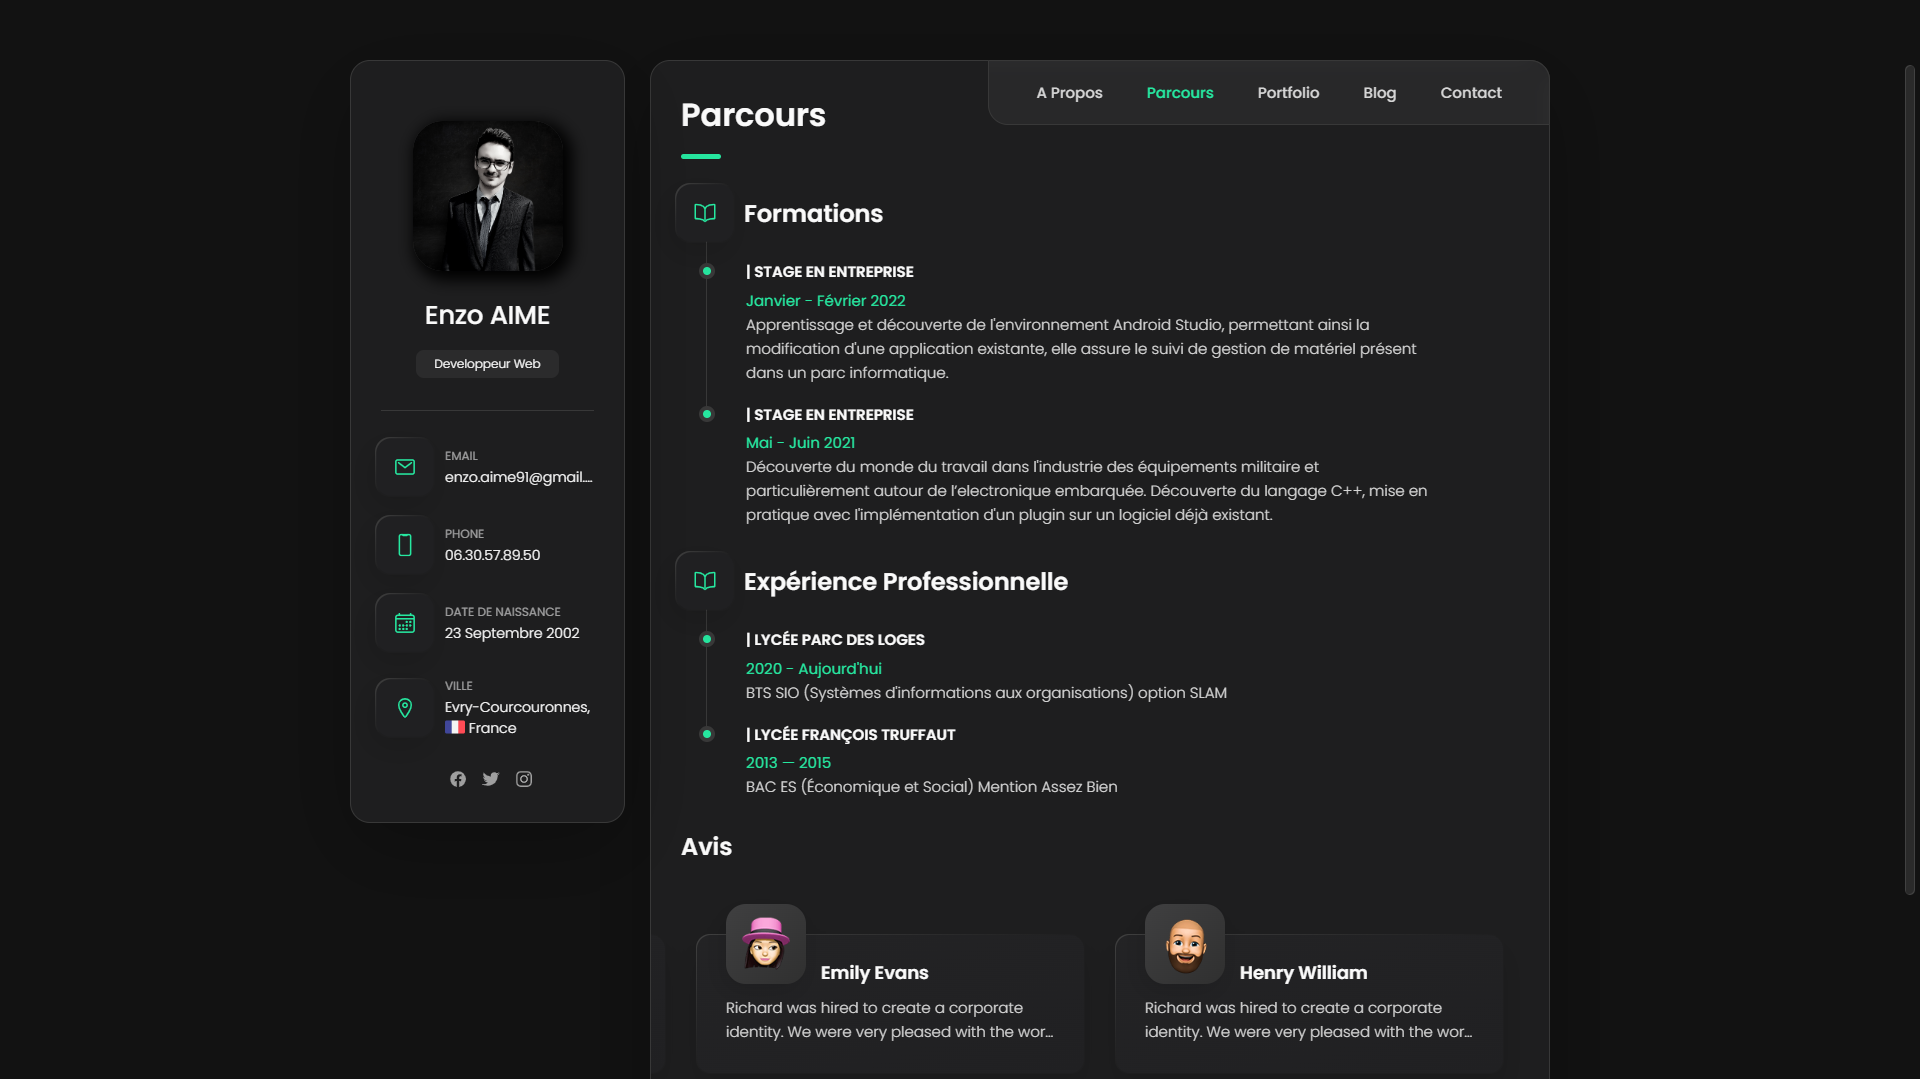 Enzo AIME
Developpeur Web
EMAIL
enzo.aime91@gmail....
PHONE
06.30.57.89.50
DATE DE NAISSANCE
23 Septembre 2002
VILLE
Evry-Courcouronnes,
🇫🇷 France
A Propos
Parcours
Portfolio
Blog
Contact
Parcours
Formations
| STAGE EN ENTREPRISE
Janvier - Février 2022
Apprentissage et découverte de l'environnement Android Studio, permettant ainsi la
modification d'une application existante, elle assure le suivi de gestion de matériel présent
dans un parc informatique.
| STAGE EN ENTREPRISE
Mai - Juin 2021
Découverte du monde du travail dans l'industrie des équipements militaire et
particulièrement autour de l’electronique embarquée. Découverte du langage C++, mise en
pratique avec l'implémentation d'un plugin sur un logiciel déjà existant.
Expérience Professionnelle
| LYCÉE PARC DES LOGES
2020 - Aujourd'hui
BTS SIO (Systèmes d'informations aux organisations) option SLAM
| LYCÉE FRANÇOIS TRUFFAUT
2013 — 2015
BAC ES (Économique et Social) Mention Assez Bien
Avis
Emily Evans
Richard was hired to create a corporate
identity. We were very pleased with the wor...
Henry William
Richard was hired to create a corporate
identity. We were very pleased with the wor...